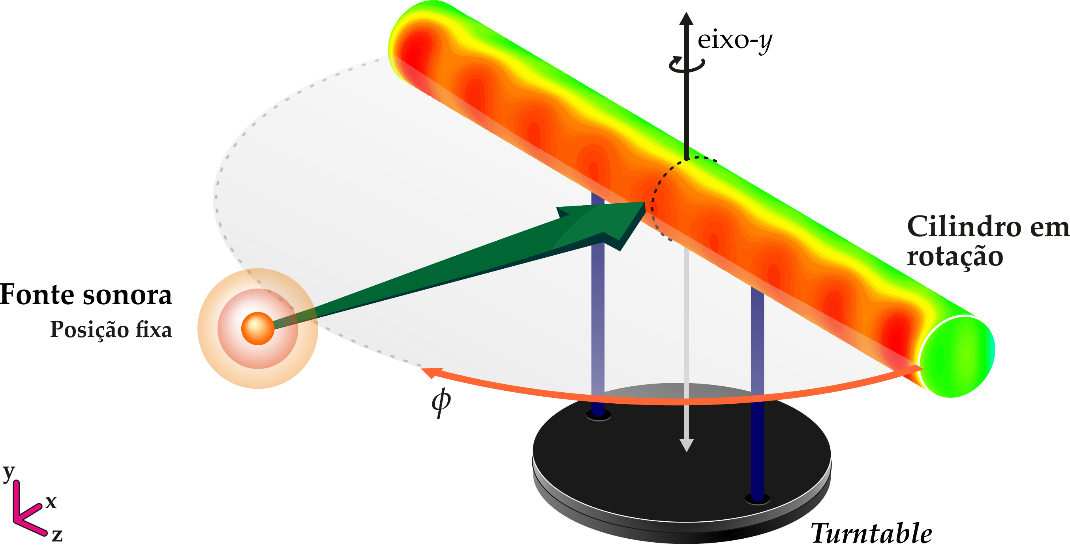 eixo-y
Cilindro em
rotação
Fonte sonora
Posição fixa
ϕ
y
x
z
Turntable